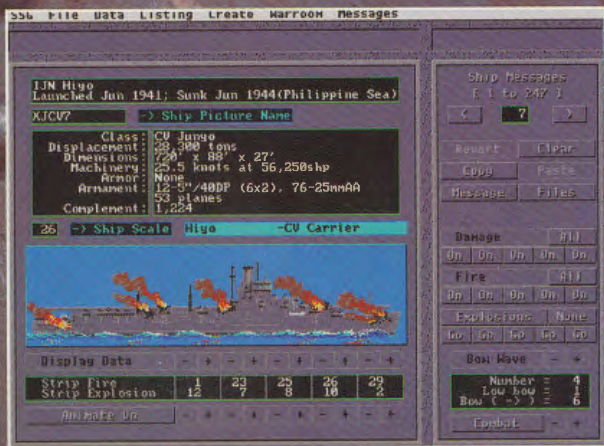 SSG File Data Listing Create Warroom Messages
IJN Hiyo
Launched Jun 1941; Sunk Jun 1944(Philippine Sea)
XJCV7 -> Ship Picture Name
Class: CV Junyo
Displacement: 28,300 tons
Dimensions: 720' x 88' x 27'
Machinery: 25.5 knots at 56,250shp
Armor: None
Armament: 12-5"/40DP (6x2), 76-25mmAA
53 planes
Complement: 1,224
26 -> Ship Scale Hiyo -CV Carrier
Display Data - + - + - + - + - +
Strip Fire 1 23 25 26 29
Strip Explosion 12 7 8 10 2
Animate On - + - + - + - + - +
Ship Messages
[ 1 to 247 ]
< 7 >
Revert Clear
Copy Paste
Message Files
Damage All
On On On On On
Fire All
On On On On On
Explosions None
Go Go Go Go Go
Bow Wave - +
Number = 4
Low bow = 1
Bow ( -> ) = 6
Combat - +